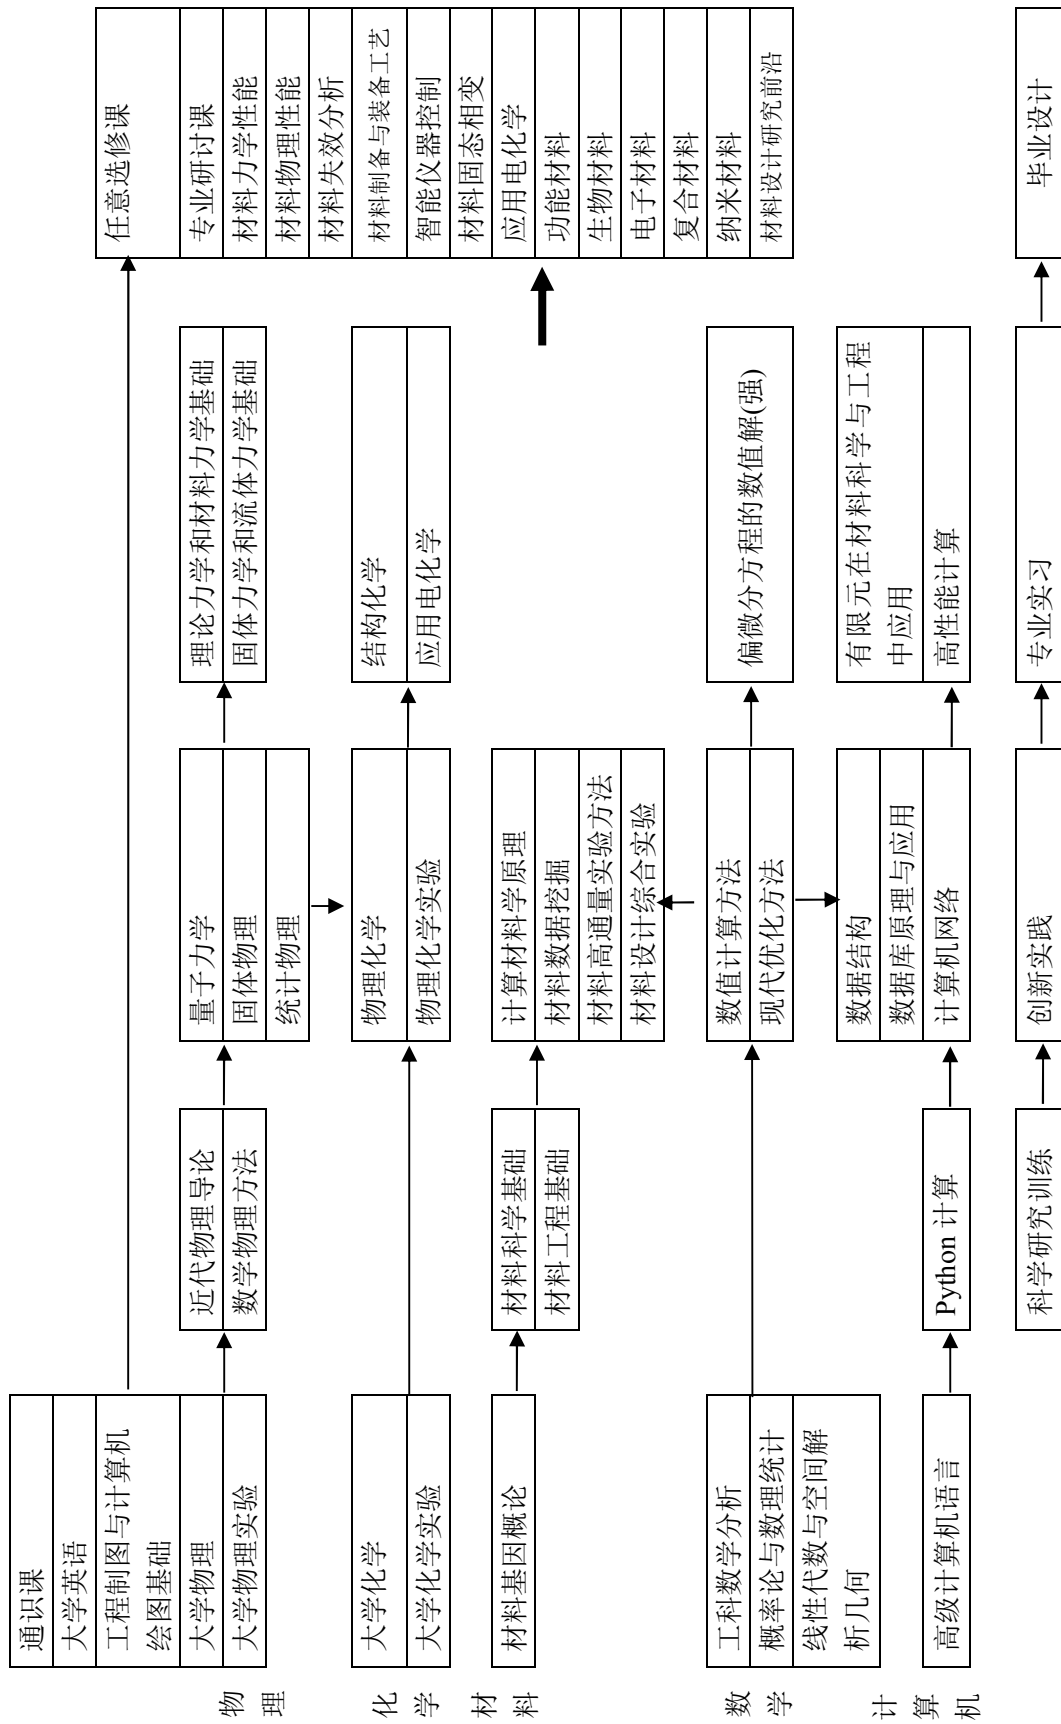 通识课
大学英语
工程制图与计算机
绘图基础
大学物理
大学物理实验
物理
大学化学
大学化学实验
化学
材料基因概论
材料
工科数学分析
概率论与数理统计
线性代数与空间解
析几何
数学
高级计算机语言
计算机
近代物理导论
数学物理方法
材料科学基础
材料工程基础
Python 计算
科学研究训练
量子力学
固体物理
统计物理
物理化学
物理化学实验
计算材料学原理
材料数据挖掘
材料高通量实验方法
材料设计综合实验
数值计算方法
现代优化方法
数据结构
数据库原理与应用
计算机网络
创新实践
理论力学和材料力学基础
固体力学和流体力学基础
结构化学
应用电化学
偏微分方程的数值解(强)
有限元在材料科学与工程
中应用
高性能计算
专业实习
任意选修课
专业研讨课
材料力学性能
材料物理性能
材料失效分析
材料制备与装备工艺
智能仪器控制
材料固态相变
应用电化学
功能材料
生物材料
电子材料
复合材料
纳米材料
材料设计研究前沿
毕业设计